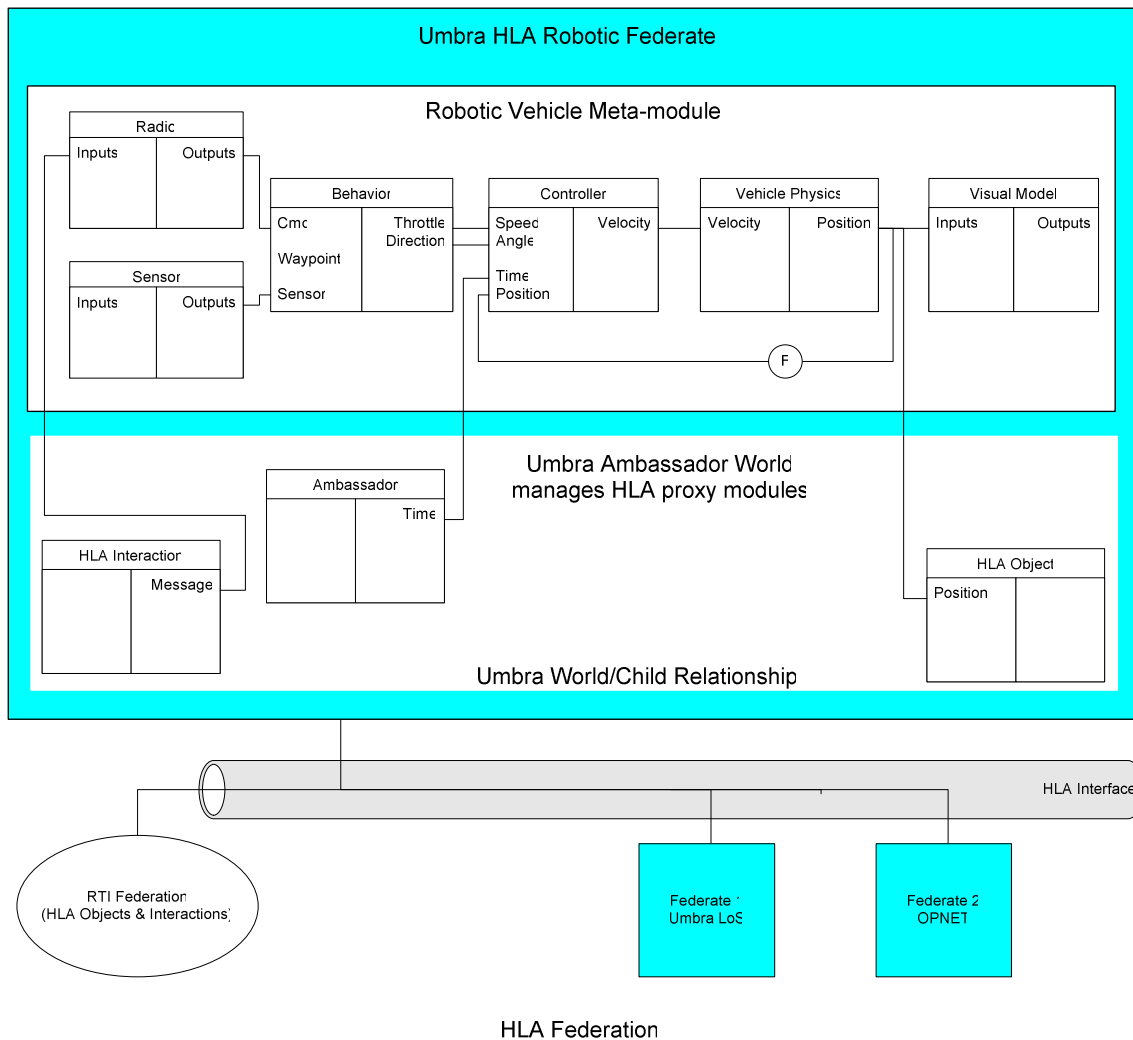 Umbra HLA Robotic Federate
Robotic Vehicle Meta-module
Radio
Inputs Outputs
Behavior
Cmd Throttle
Direction
Waypoint
Sensor
Controller
Speed Velocity
Angle
Time
Position
Vehicle Physics
Velocity Position
Visual Model
Inputs Outputs
Sensor
Inputs Outputs
F
Umbra Ambassador World
manages HLA proxy modules
Ambassador
Time
HLA Interaction
Message
HLA Object
Position
Umbra World/Child Relationship
HLA Interface
RTI Federation
(HLA Objects & Interactions)
Federate 1
Umbra LoS
Federate 2
OPNET
HLA Federation